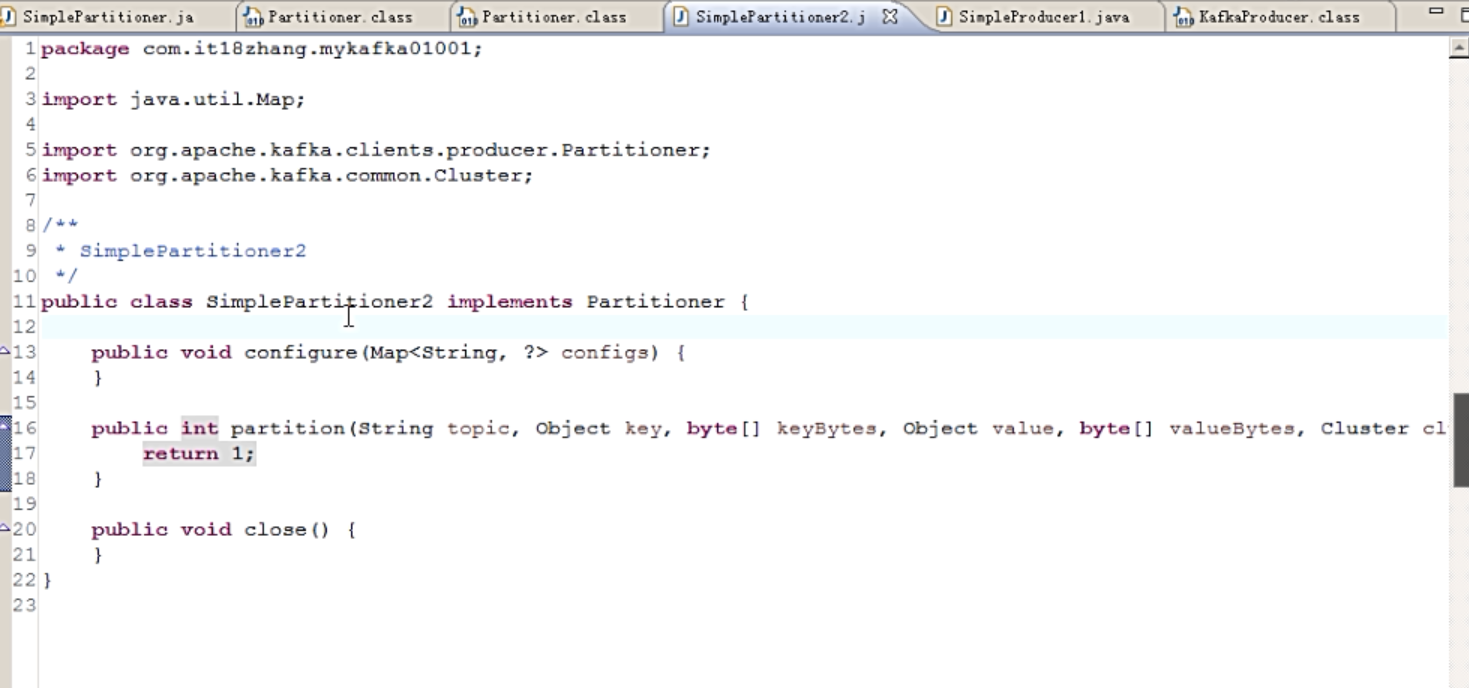 SimplePartitioner.ja Partitioner.class Partitioner.class SimplePartitioner2.j SimpleProducer1.java KafkaProducer.class
1 package com.it18zhang.mykafka01001;
2
3 import java.util.Map;
4
5 import org.apache.kafka.clients.producer.Partitioner;
6 import org.apache.kafka.common.Cluster;
7
8 /**
9 * SimplePartitioner2
10 */
11 public class SimplePartitioner2 implements Partitioner {
12
13 public void configure(Map<String, ?> configs) {
14 }
15
16 public int partition(String topic, Object key, byte[] keyBytes, Object value, byte[] valueBytes, Cluster cl
17 return 1;
18 }
19
20 public void close() {
21 }
22 }
23